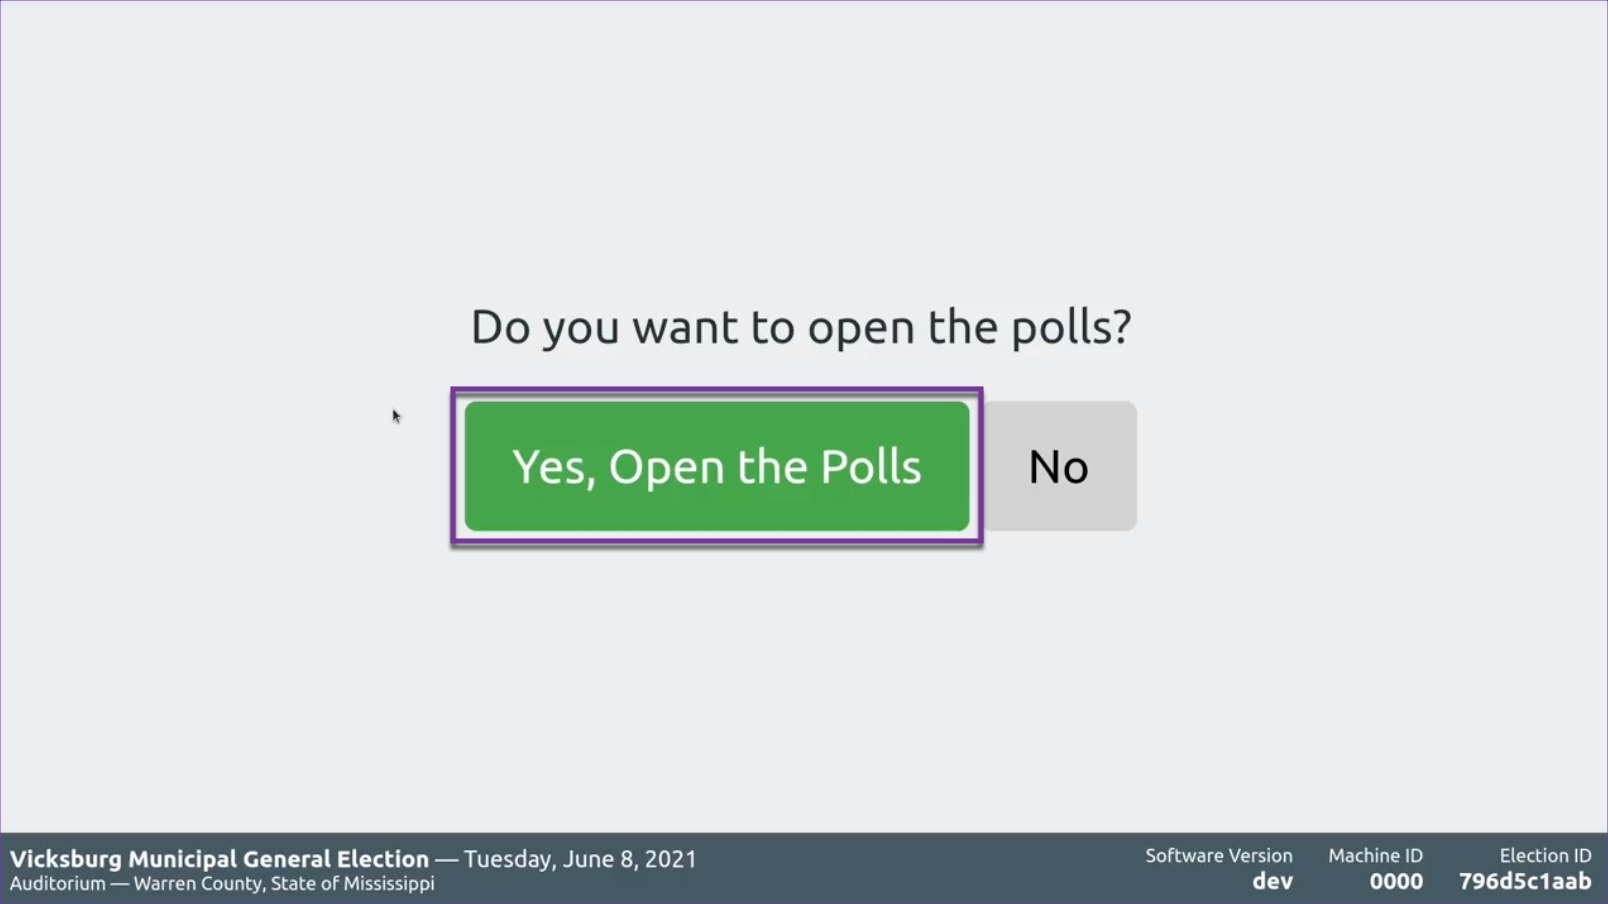 Do you want to open the polls?
Yes, Open the Polls
No
Vicksburg Municipal General Election — Tuesday, June 8, 2021
Auditorium — Warren County, State of Mississippi
Software Version
dev
Machine ID
0000
Election ID
796d5c1aab